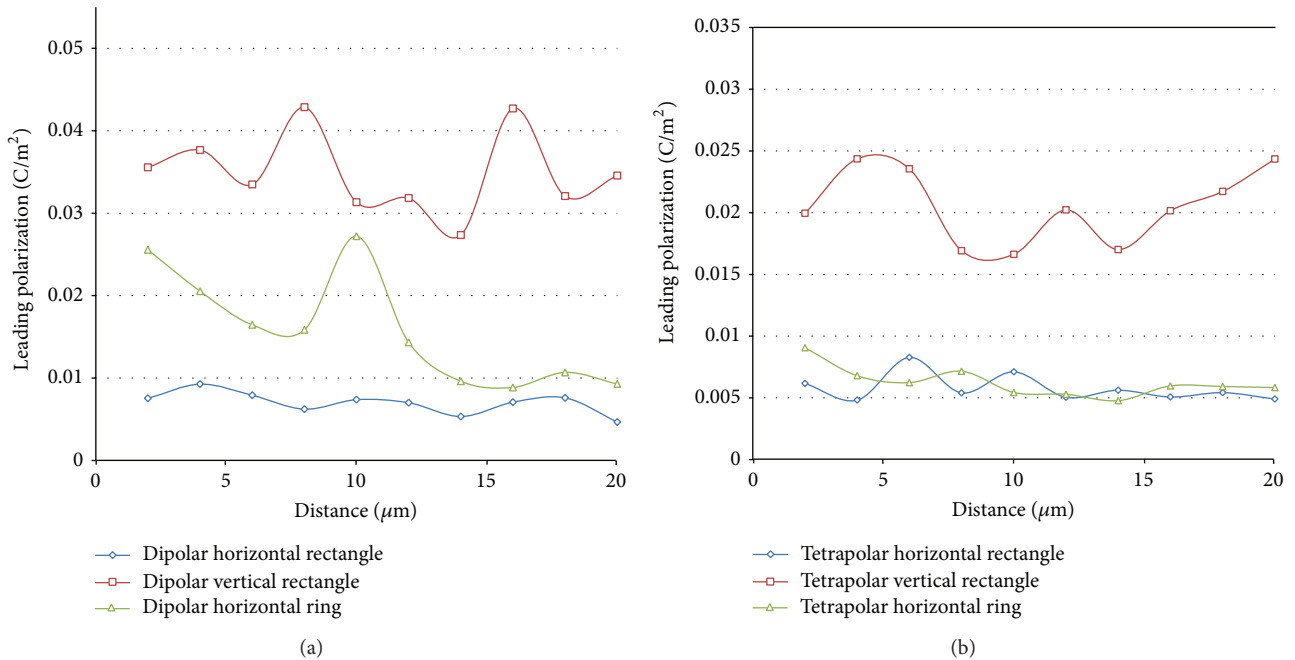 0.05
0.04
0.03
0.02
0.01
0
Leading polarization (C/m²)
0
5
10
15
20
Distance (µm)
Dipolar horizontal rectangle
Dipolar vertical rectangle
Dipolar horizontal ring
(a)
0.035
0.03
0.025
0.02
0.015
0.01
0.005
0
Leading polarization (C/m²)
0
5
10
15
20
Distance (µm)
Tetrapolar horizontal rectangle
Tetrapolar vertical rectangle
Tetrapolar horizontal ring
(b)